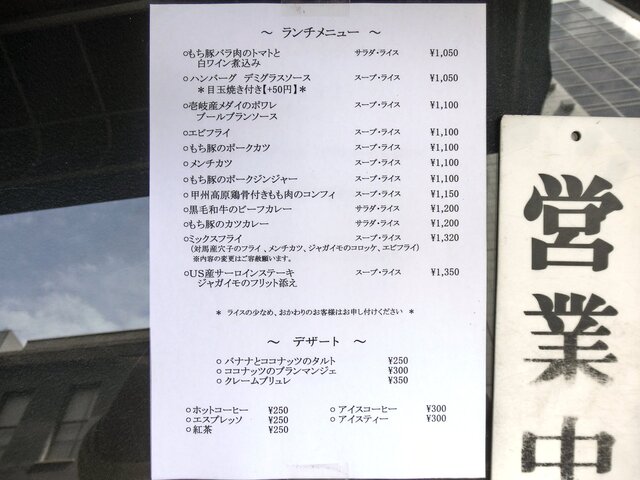 ～ ランチメニュー ～
○もち豚バラ肉のトマトと サラダ・ライス ¥1,050
白ワイン煮込み
○ハンバーグ デミグラスソース スープ・ライス ¥1,050
＊目玉焼き付き【+50円】＊
○壱岐産メダイのポワレ スープ・ライス ¥1,100
ブールブランソース
○エビフライ スープ・ライス ¥1,100
○もち豚のポークカツ スープ・ライス ¥1,100
○メンチカツ スープ・ライス ¥1,100
○もち豚のポークジンジャー スープ・ライス ¥1,100
○甲州高原鶏骨付きもも肉のコンフィ スープ・ライス ¥1,150
○黒毛和牛のビーフカレー サラダ・ライス ¥1,200
○もち豚のカツカレー サラダ・ライス ¥1,200
○ミックスフライ スープ・ライス ¥1,320
（対馬産穴子のフライ、メンチカツ、ジャガイモのコロッケ、エビフライ）
※内容の変更はご容赦願います。
○US産サーロインステーキ スープ・ライス ¥1,350
ジャガイモのフリット添え
＊ ライスの少なめ、おかわりのお客様はお申し付けください ＊
～ デザート ～
○ バナナとココナッツのタルト ¥250
○ ココナッツのブランマンジェ ¥300
○ クレームブリュレ ¥350
○ホットコーヒー ¥250 ○アイスコーヒー ¥300
○エスプレッソ ¥250 ○アイスティー ¥300
○紅茶 ¥250
営業中